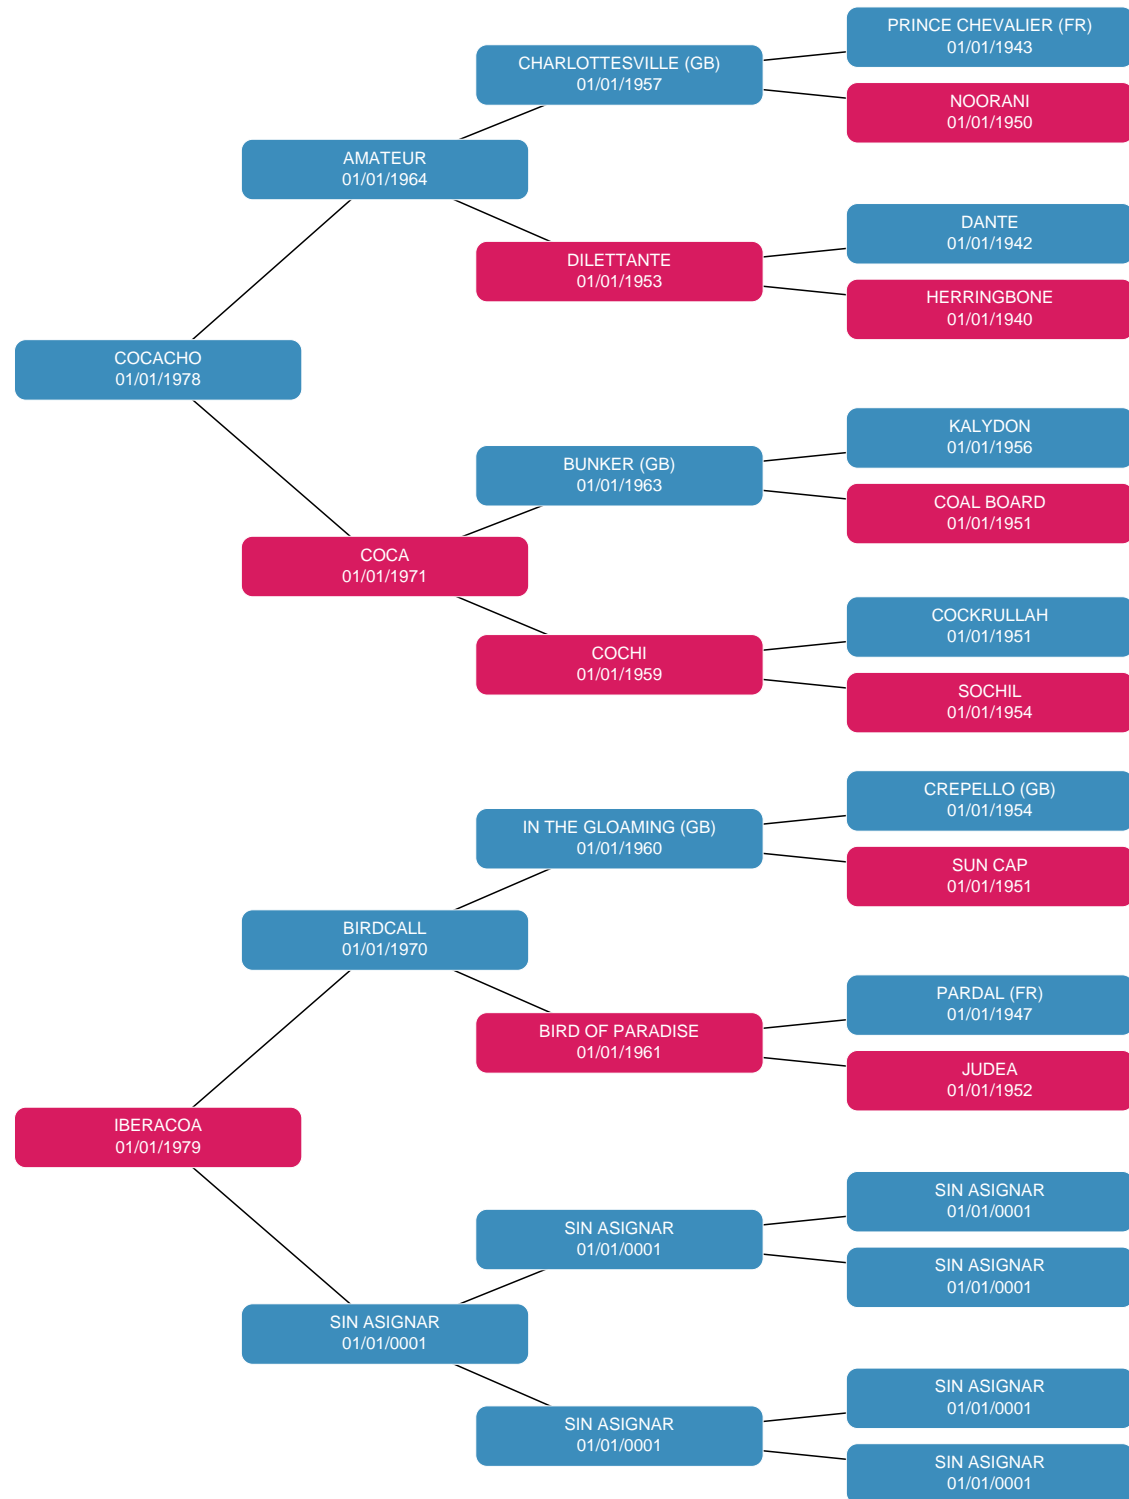 PRINCE CHEVALIER (FR)
01/01/1943
CHARLOTTESVILLE (GB)
01/01/1957
NOORANI
01/01/1950
AMATEUR
01/01/1964
DANTE
01/01/1942
DILETTANTE
01/01/1953
HERRINGBONE
01/01/1940
COCACHO
01/01/1978
KALYDON
01/01/1956
BUNKER (GB)
01/01/1963
COAL BOARD
01/01/1951
COCA
01/01/1971
COCKRULLAH
01/01/1951
COCHI
01/01/1959
SOCHIL
01/01/1954
CREPELLO (GB)
01/01/1954
IN THE GLOAMING (GB)
01/01/1960
SUN CAP
01/01/1951
BIRDCALL
01/01/1970
PARDAL (FR)
01/01/1947
BIRD OF PARADISE
01/01/1961
JUDEA
01/01/1952
IBERACOA
01/01/1979
SIN ASIGNAR
01/01/0001
SIN ASIGNAR
01/01/0001
SIN ASIGNAR
01/01/0001
SIN ASIGNAR
01/01/0001
SIN ASIGNAR
01/01/0001
SIN ASIGNAR
01/01/0001
SIN ASIGNAR
01/01/0001